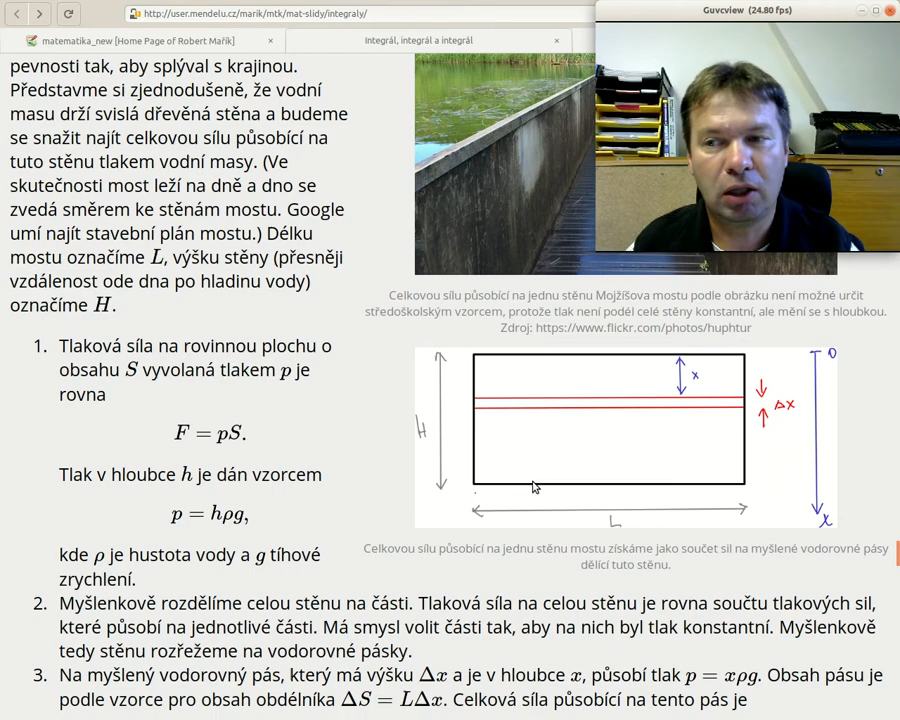 http://user.mendelu.cz/marik/mtk/mat-slidy/integraly/
Guvcview (24.80 fps)
matematika_new [Home Page of Robert Mařík]
Integrál, integrál a integrál
pevnosti tak, aby splýval s krajinou.
Představme si zjednodušeně, že vodní
masu drží svislá dřevěná stěna a budeme
se snažit najít celkovou sílu působící na
tuto stěnu tlakem vodní masy. (Ve
skutečnosti most leží na dně a dno se
zvedá směrem ke stěnám mostu. Google
umí najít stavební plán mostu.) Délku
mostu označíme L, výšku stěny (přesněji
vzdálenost ode dna po hladinu vody)
označíme H.
1. Tlaková síla na rovinnou plochu o
obsahu S vyvolaná tlakem p je
rovna
F = pS.
Tlak v hloubce h je dán vzorcem
p = hρg,
kde ρ je hustota vody a g tíhové
zrychlení.
Celkovou sílu působící na jednu stěnu Mojžíšova mostu podle obrázku není možné určit
středoškolským vzorcem, protože tlak není podél celé stěny konstantní, ale mění se s hloubkou.
Zdroj: https://www.flickr.com/photos/huphtur
x
0
Δx
H
L
x
Celkovou sílu působící na jednu stěnu mostu získáme jako součet sil na myšlené vodorovné pásy
dělící tuto stěnu.
2. Myšlenkově rozdělíme celou stěnu na části. Tlaková síla na celou stěnu je rovna součtu tlakových sil,
které působí na jednotlivé části. Má smysl volit části tak, aby na nich byl tlak konstantní. Myšlenkově
tedy stěnu rozřežeme na vodorovné pásky.
3. Na myšlený vodorovný pás, který má výšku Δx a je v hloubce x, působí tlak p = xρg. Obsah pásu je
podle vzorce pro obsah obdélníka ΔS = LΔx. Celková síla působící na tento pás je